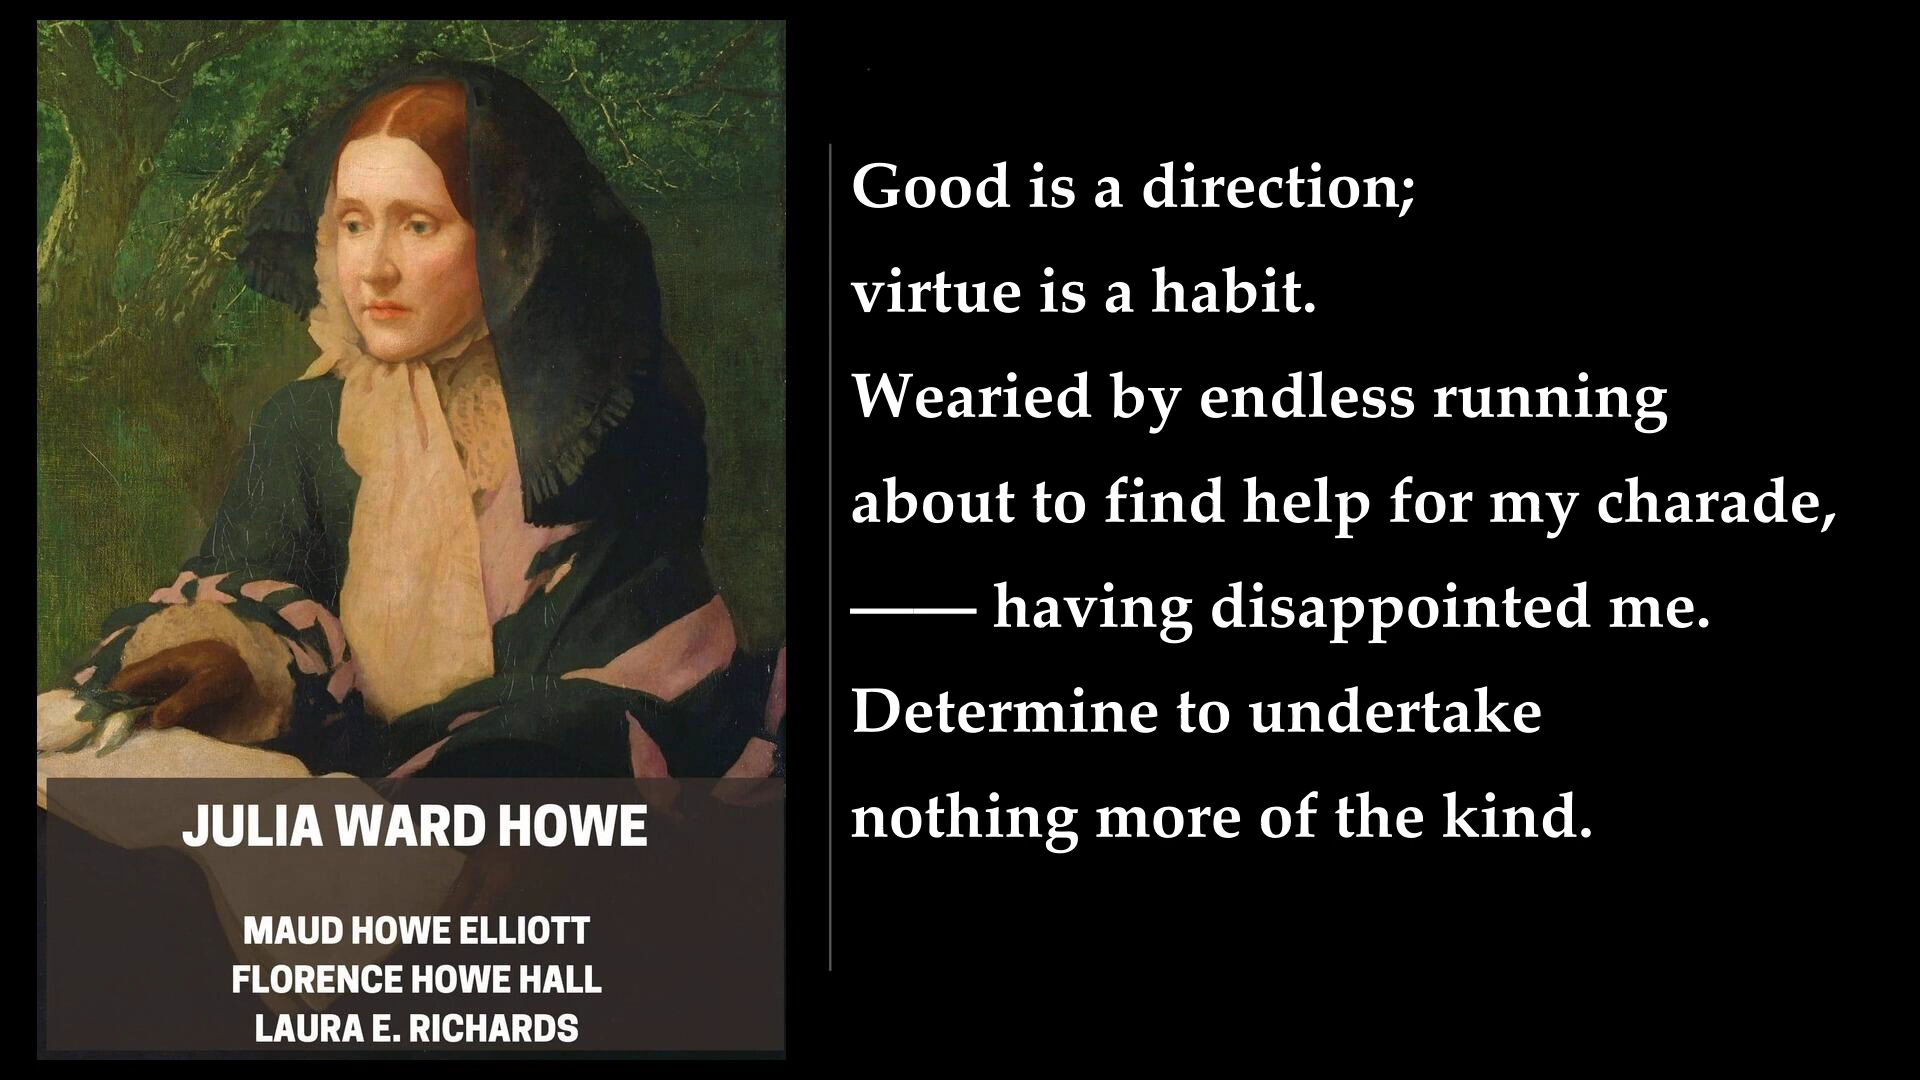 JULIA WARD HOWE
MAUD HOWE ELLIOTT
FLORENCE HOWE HALL
LAURA E. RICHARDS
Good is a direction;
virtue is a habit.
Wearied by endless running
about to find help for my charade,
—— having disappointed me.
Determine to undertake
nothing more of the kind.